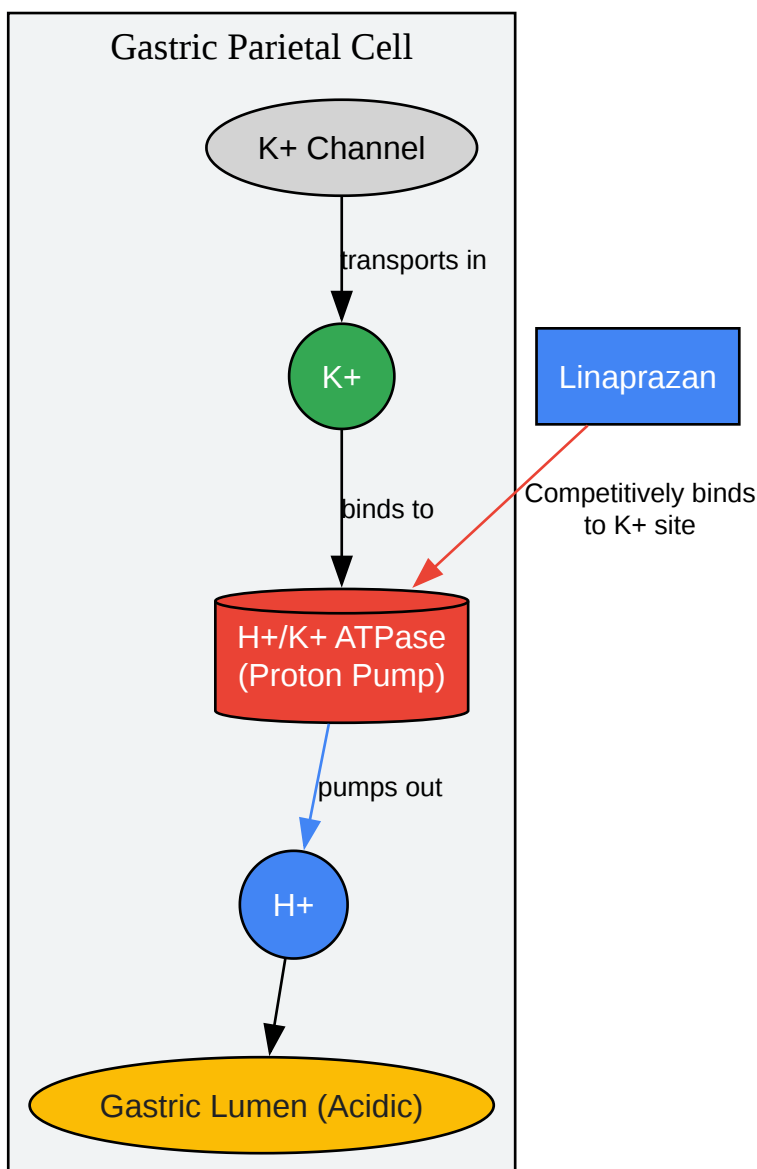 Gastric Parietal Cell
K+ Channel
transports in
K+
Linaprazan
Competitively binds
to K+ site
binds to
H+/K+ ATPase
(Proton Pump)
pumps out
H+
Gastric Lumen (Acidic)